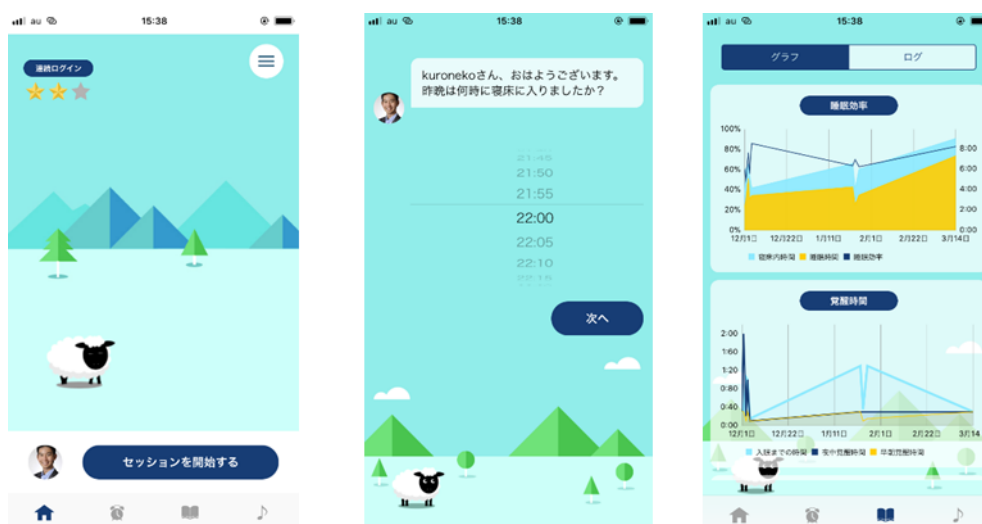 au
15:38
連続ログイン
セッションを開始する
au
15:38
kuronekoさん、おはようございます。
昨晩は何時に寝床に入りましたか？
21:45
21:50
21:55
22:00
22:05
22:10
22:15
次へ
au
15:38
グラフ
ログ
睡眠効率
100%
80%
60%
40%
20%
0%
8:00
6:00
4:00
2:00
0:00
12月1日
12月22日
1月11日
2月1日
2月22日
3月14日
寝床内時間
睡眠時間
睡眠効率
覚醒時間
2:00
1:60
1:20
0:80
0:40
0:00
12月1日
12月22日
1月11日
2月1日
2月22日
3月14
入眠までの時間
夜中覚醒時間
早朝覚醒時間